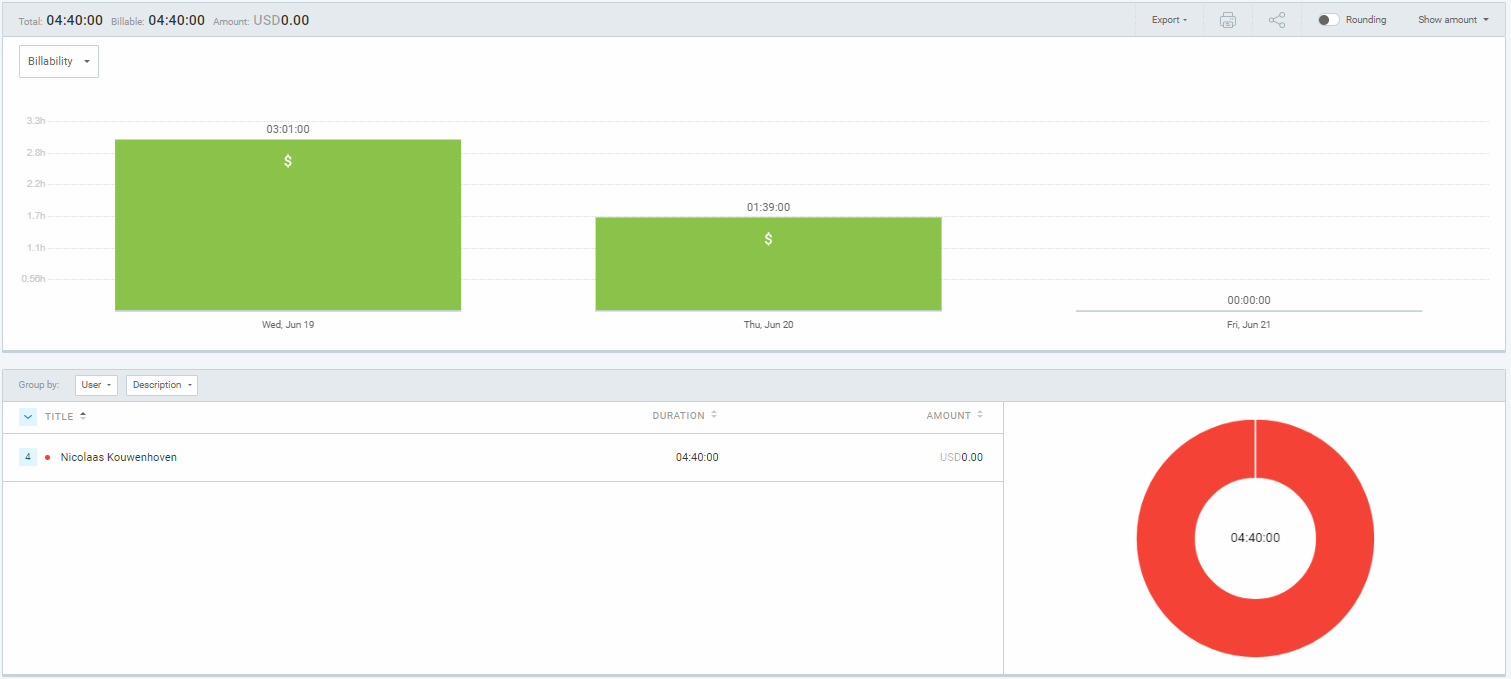 Total: 04:40:00 Billable: 04:40:00 Amount: USD0.00 Export Rounding Show amount
Billability
3.3h
03:01:00
$
2.8h
2.2h
01:39:00
1.7h
$
1.1h
0.56h
00:00:00
Wed, Jun 19 Thu, Jun 20 Fri, Jun 21
Group by: User Description
TITLE DURATION AMOUNT
4 Nicolaas Kouwenhoven 04:40:00 USD0.00
04:40:00